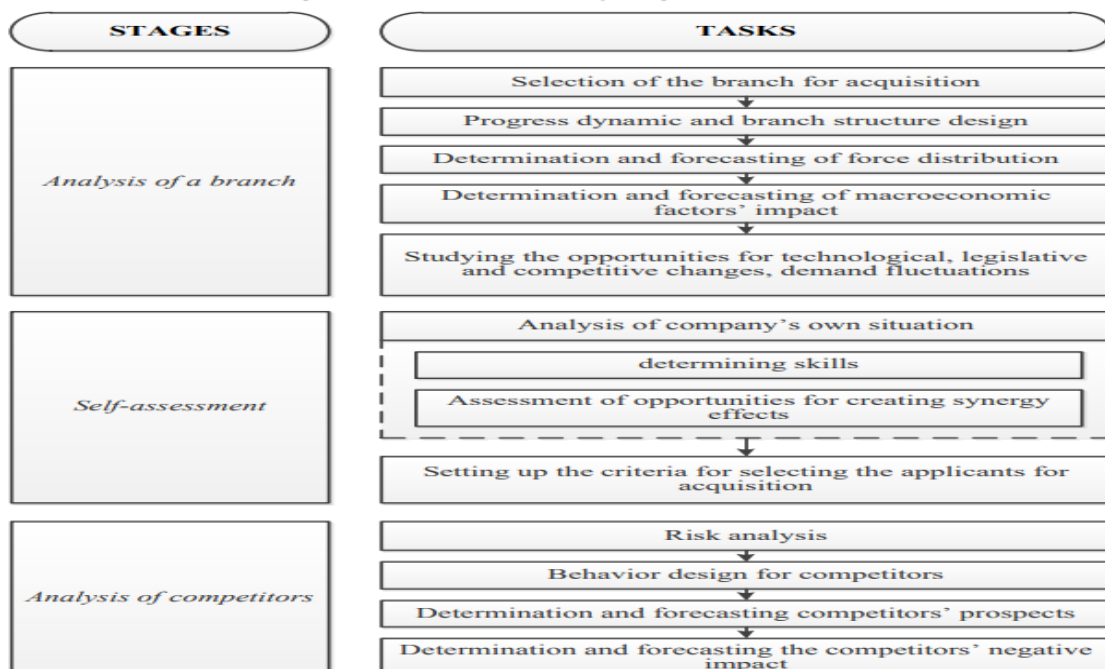 STAGES
TASKS
Analysis of a branch
Selection of the branch for acquisition
Progress dynamic and branch structure design
Determination and forecasting of force distribution
Determination and forecasting of macroeconomic
factors' impact
Studying the opportunities for technological, legislative
and competitive changes, demand fluctuations
Self-assessment
Analysis of company's own situation
determining skills
Assessment of opportunities for creating synergy
effects
Setting up the criteria for selecting the applicants for
acquisition
Analysis of competitors
Risk analysis
Behavior design for competitors
Determination and forecasting competitors' prospects
Determination and forecasting the competitors' negative
impact